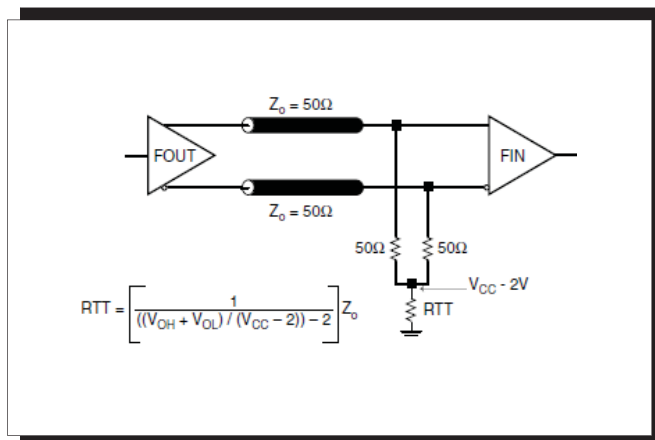 Zo = 50Ω
FOUT
FIN
Zo = 50Ω
50Ω
50Ω
VCC - 2V
RTT
RTT = [ 1 / ((VOH + VOL) / (VCC – 2)) – 2 ] Zo